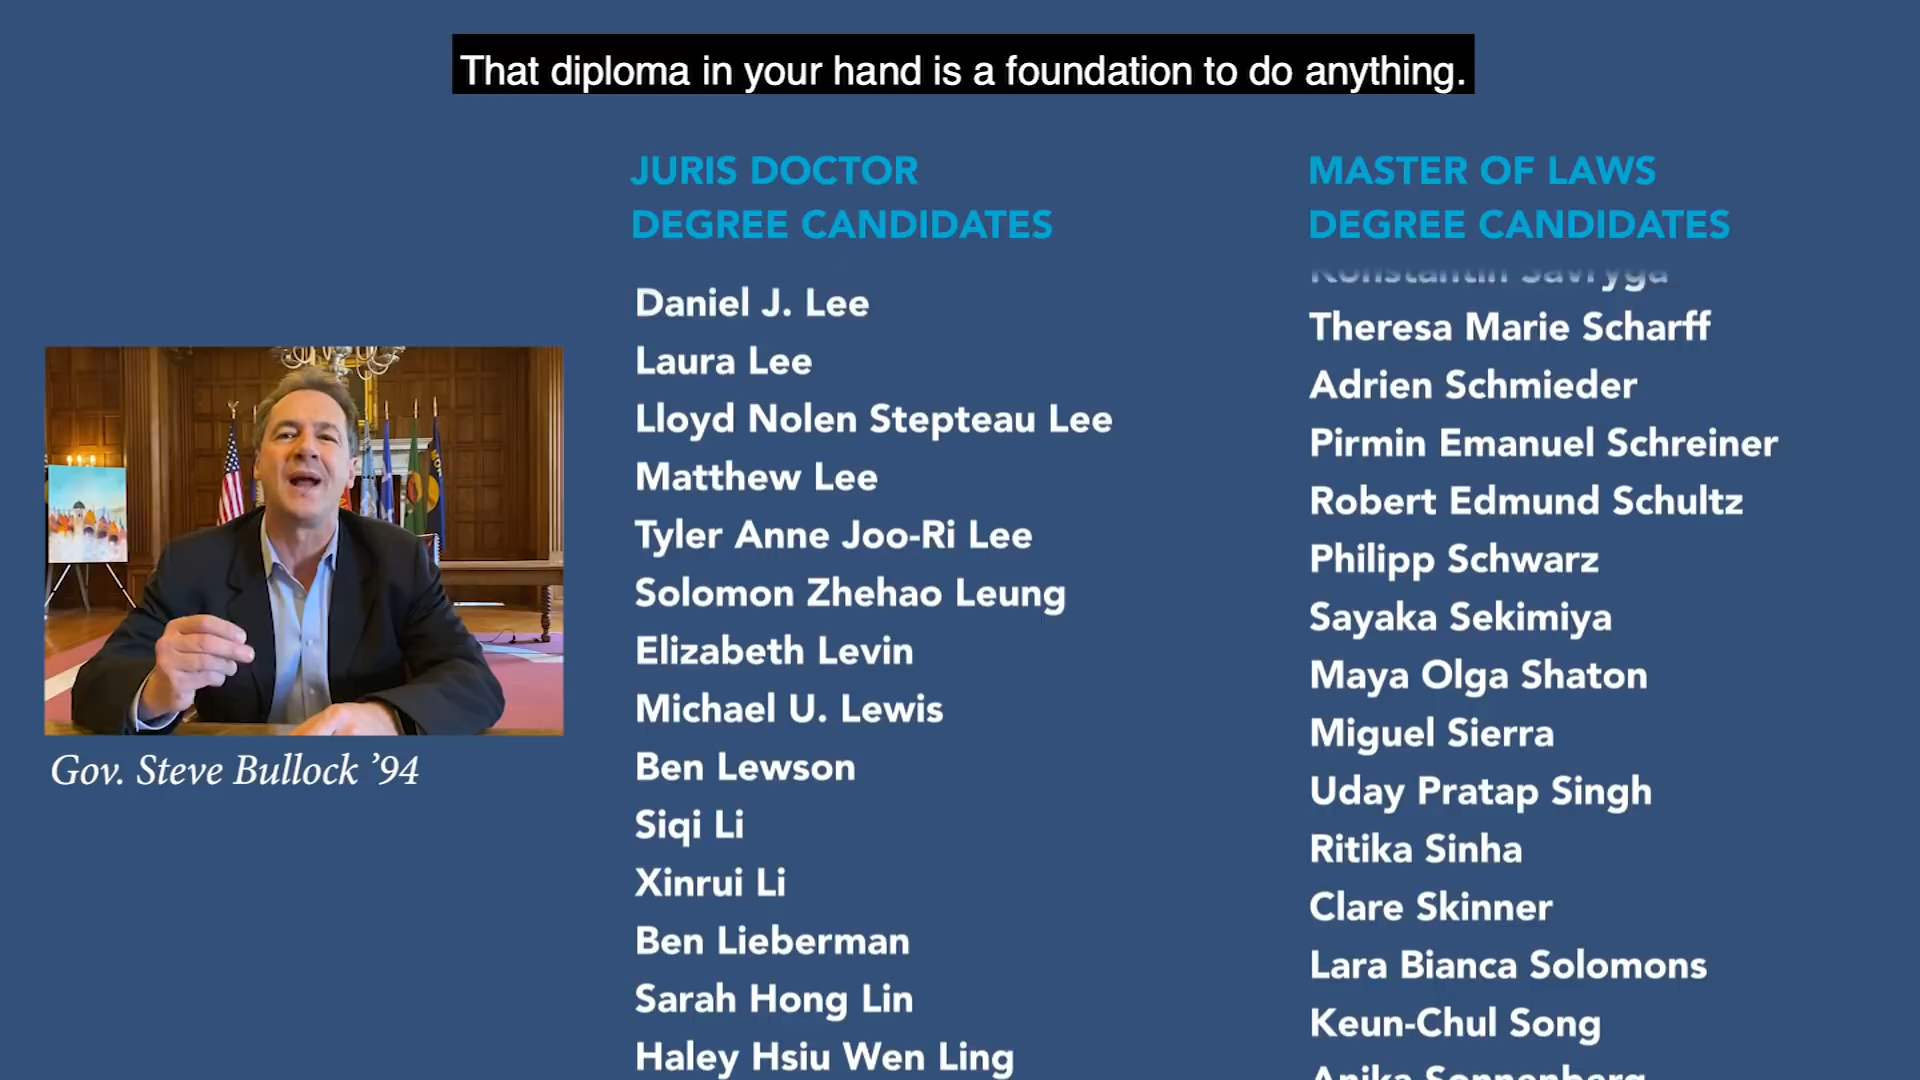 That diploma in your hand is a foundation to do anything.
JURIS DOCTOR
DEGREE CANDIDATES
Daniel J. Lee
Laura Lee
Lloyd Nolen Stepteau Lee
Matthew Lee
Tyler Anne Joo-Ri Lee
Solomon Zhehao Leung
Elizabeth Levin
Michael U. Lewis
Ben Lewson
Siqi Li
Xinrui Li
Ben Lieberman
Sarah Hong Lin
Haley Hsiu Wen Ling
MASTER OF LAWS
DEGREE CANDIDATES
Konstantin Savryga
Theresa Marie Scharff
Adrien Schmieder
Pirmin Emanuel Schreiner
Robert Edmund Schultz
Philipp Schwarz
Sayaka Sekimiya
Maya Olga Shaton
Miguel Sierra
Uday Pratap Singh
Ritika Sinha
Clare Skinner
Lara Bianca Solomons
Keun-Chul Song
Anika Sonnenberg
Gov. Steve Bullock ’94